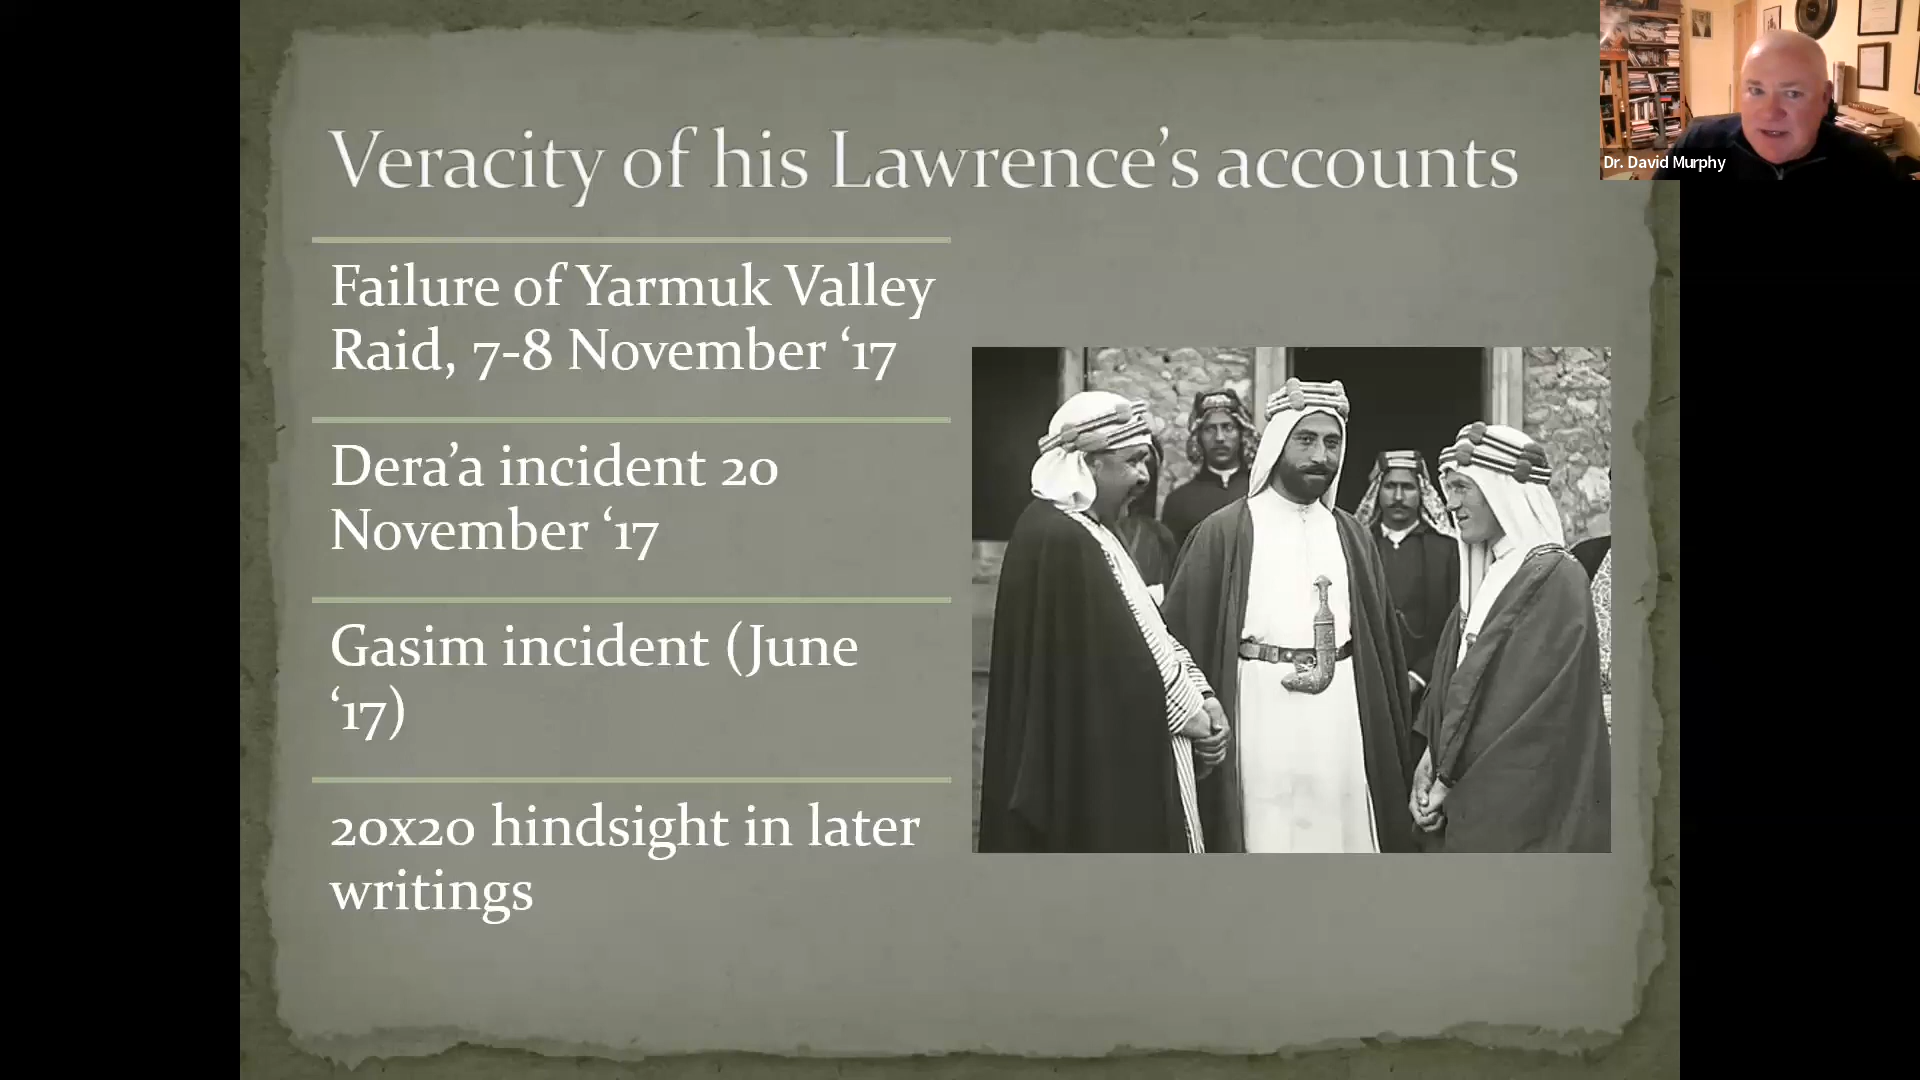 Veracity of his Lawrence’s accounts
Dr. David Murphy
Failure of Yarmuk Valley
Raid, 7-8 November ‘17
Dera’a incident 20
November ‘17
Gasim incident (June
‘17)
20x20 hindsight in later
writings